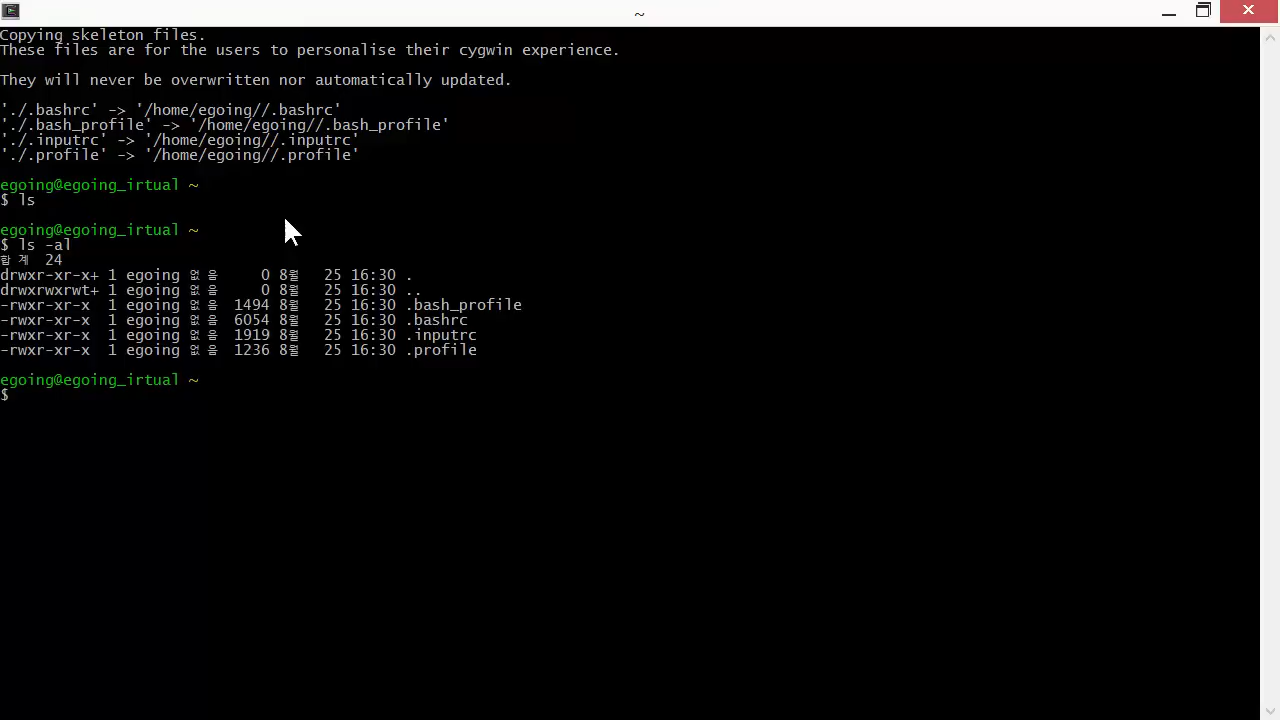 ~
Copying skeleton files.
These files are for the users to personalise their cygwin experience.
They will never be overwritten nor automatically updated.
'./.bashrc' -> '/home/egoing//.bashrc'
'./.bash_profile' -> '/home/egoing//.bash_profile'
'./.inputrc' -> '/home/egoing//.inputrc'
'./.profile' -> '/home/egoing//.profile'
egoing@egoing_irtual ~
$ ls
egoing@egoing_irtual ~
$ ls -al
합계 24
drwxr-xr-x+ 1 egoing 없음 0 8월 25 16:30 .
drwxrwxrwt+ 1 egoing 없음 0 8월 25 16:30 ..
-rwxr-xr-x 1 egoing 없음 1494 8월 25 16:30 .bash_profile
-rwxr-xr-x 1 egoing 없음 6054 8월 25 16:30 .bashrc
-rwxr-xr-x 1 egoing 없음 1919 8월 25 16:30 .inputrc
-rwxr-xr-x 1 egoing 없음 1236 8월 25 16:30 .profile
egoing@egoing_irtual ~
$